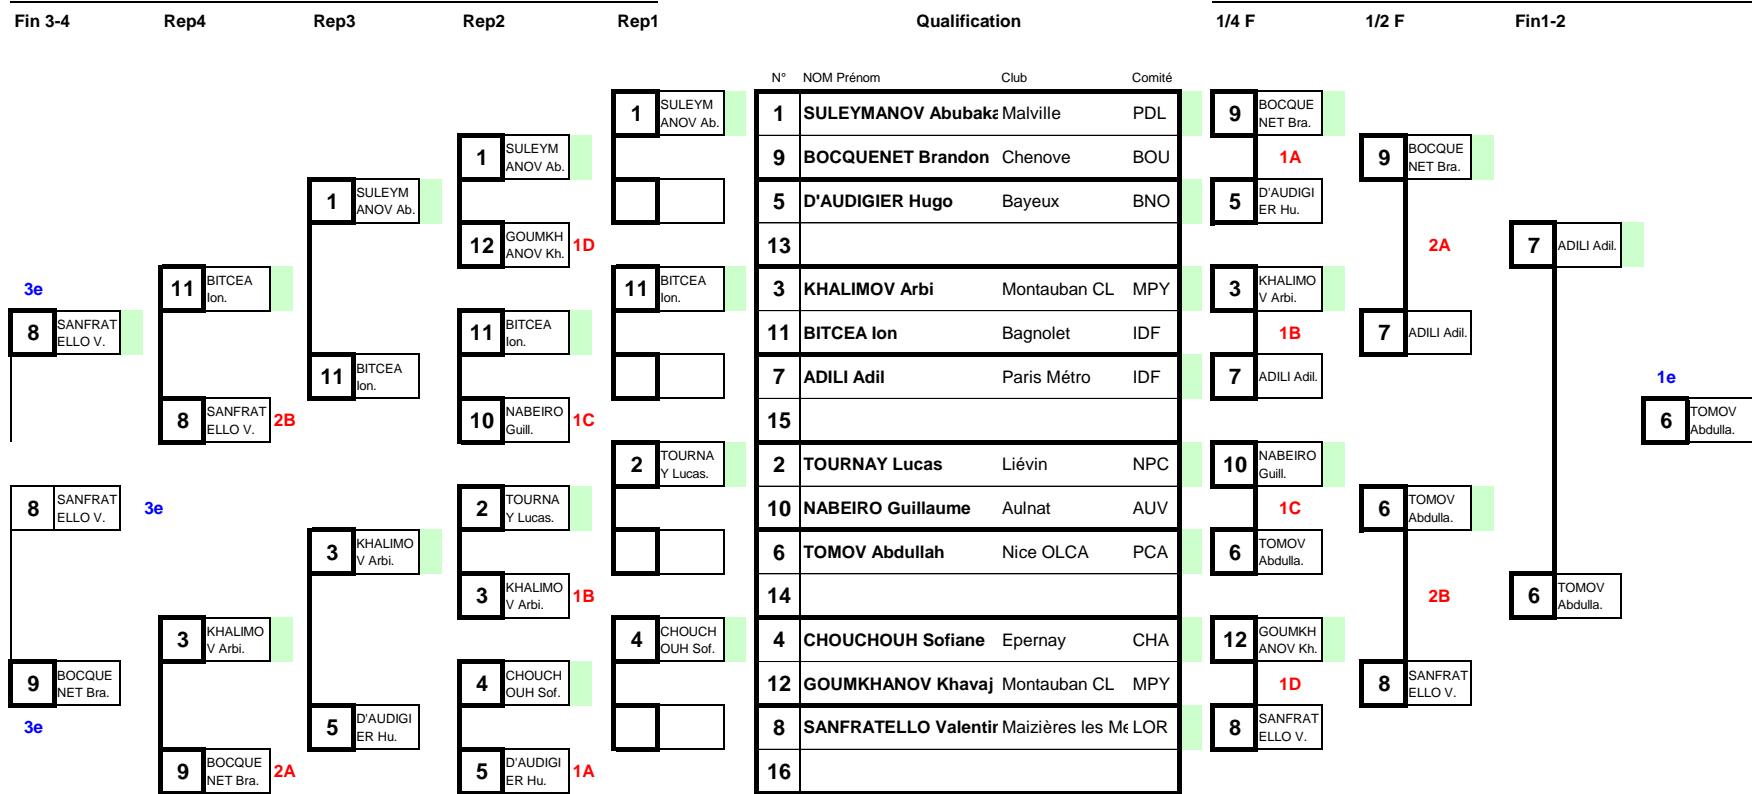 Fin 3-4 Rep4 Rep3 Rep2 Rep1 Qualification 1/4 F 1/2 F Fin1-2
N° NOM Prénom Club Comité
1 SULEYM ANOV Ab.
1 SULEYMANOV Abubaka Malville PDL
9 BOCQUE NET Bra.
1 SULEYM ANOV Ab.
9 BOCQUENET Brandon Chenove BOU
1A
9 BOCQUE NET Bra.
1 SULEYM ANOV Ab.
5 D'AUDIGIER Hugo Bayeux BNO
5 D'AUDIGI ER Hu.
12 GOUMKH ANOV Kh. 1D
13
2A
7 ADILI Adil.
3e
11 BITCEA Ion.
11 BITCEA Ion.
3 KHALIMOV Arbi Montauban CL MPY
3 KHALIMO V Arbi.
8 SANFRAT ELLO V.
11 BITCEA Ion.
11 BITCEA Ion Bagnolet IDF
1B
7 ADILI Adil.
11 BITCEA Ion.
7 ADILI Adil Paris Métro IDF
7 ADILI Adil.
1e
8 SANFRAT ELLO V. 2B
10 NABEIRO Guill. 1C
15
6 TOMOV Abdulla.
2 TOURNA Y Lucas.
2 TOURNAY Lucas Liévin NPC
10 NABEIRO Guill.
8 SANFRAT ELLO V. 3e
2 TOURNA Y Lucas.
10 NABEIRO Guillaume Aulnat AUV
1C
6 TOMOV Abdulla.
3 KHALIMO V Arbi.
6 TOMOV Abdullah Nice OLCA PCA
6 TOMOV Abdulla.
3 KHALIMO V Arbi. 1B
14
2B
6 TOMOV Abdulla.
3 KHALIMO V Arbi.
4 CHOUCH OUH Sof.
4 CHOUCHOUH Sofiane Epernay CHA
12 GOUMKH ANOV Kh.
9 BOCQUE NET Bra.
4 CHOUCH OUH Sof.
12 GOUMKHANOV Khavaj Montauban CL MPY
1D
8 SANFRAT ELLO V.
3e
5 D'AUDIGI ER Hu.
8 SANFRATELLO Valentin Maizières les Me LOR
8 SANFRAT ELLO V.
9 BOCQUE NET Bra. 2A
5 D'AUDIGI ER Hu. 1A
16